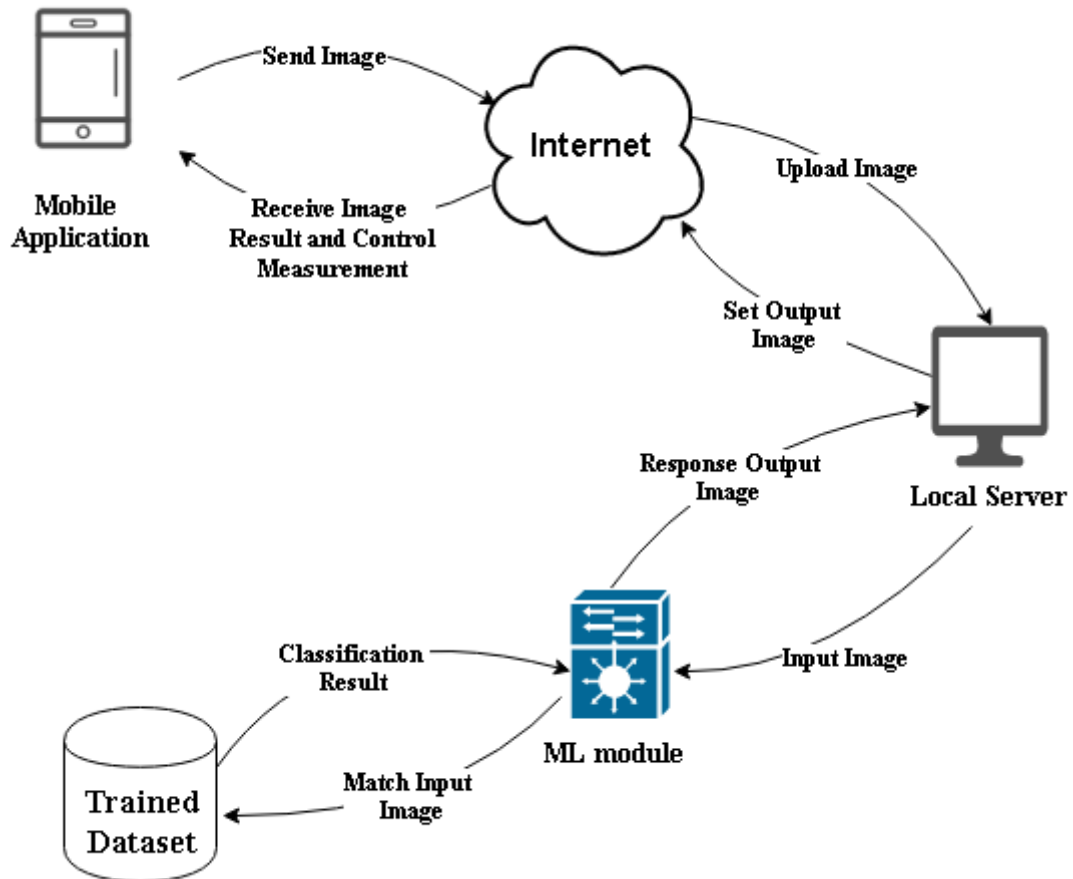 Send Image
Internet
Upload Image
Mobile
Application
Receive Image
Result and Control
Measurement
Set Output
Image
Response Output
Image
Local Server
Input Image
Classification
Result
ML module
Match Input
Image
Trained
Dataset